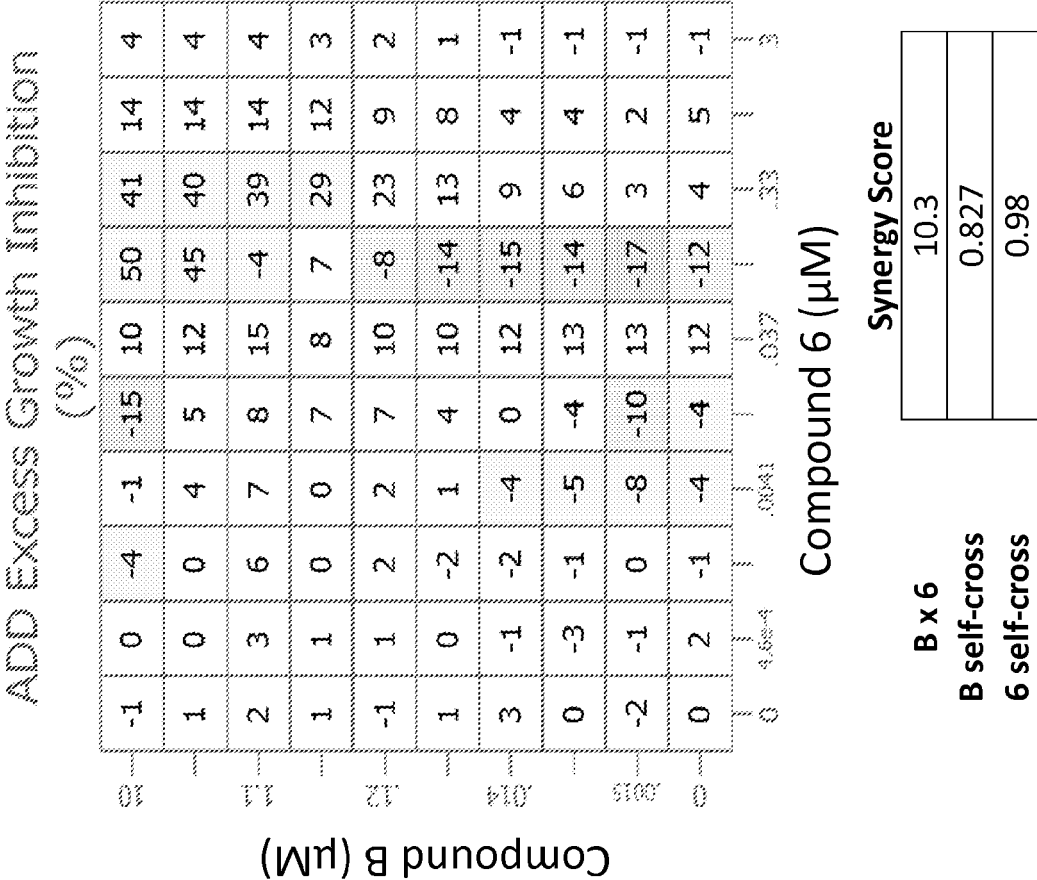 ADD Excess Growth Inhibition
(%)
Compound B (µM)
10 -1 0 -4 -1 -15 10 50 41 14 4
1 0 0 4 5 12 45 40 14 4
1.1 2 3 6 7 8 15 -4 39 14 4
1 1 0 0 7 8 7 29 12 3
.12 -1 1 2 2 7 10 -8 23 9 2
1 0 -2 1 4 10 -14 13 8 1
.014 3 -1 -2 -4 0 12 -15 9 4 -1
0 -3 -1 -5 -4 13 -14 6 4 -1
.0015 -2 -1 0 -8 -10 13 -17 3 2 -1
0 0 2 -1 -4 -4 12 -12 4 5 -1
0 4.6e-4 .0041 .037 .33 3
Compound 6 (µM)
Synergy Score
B x 6 10.3
B self-cross 0.827
6 self-cross 0.98